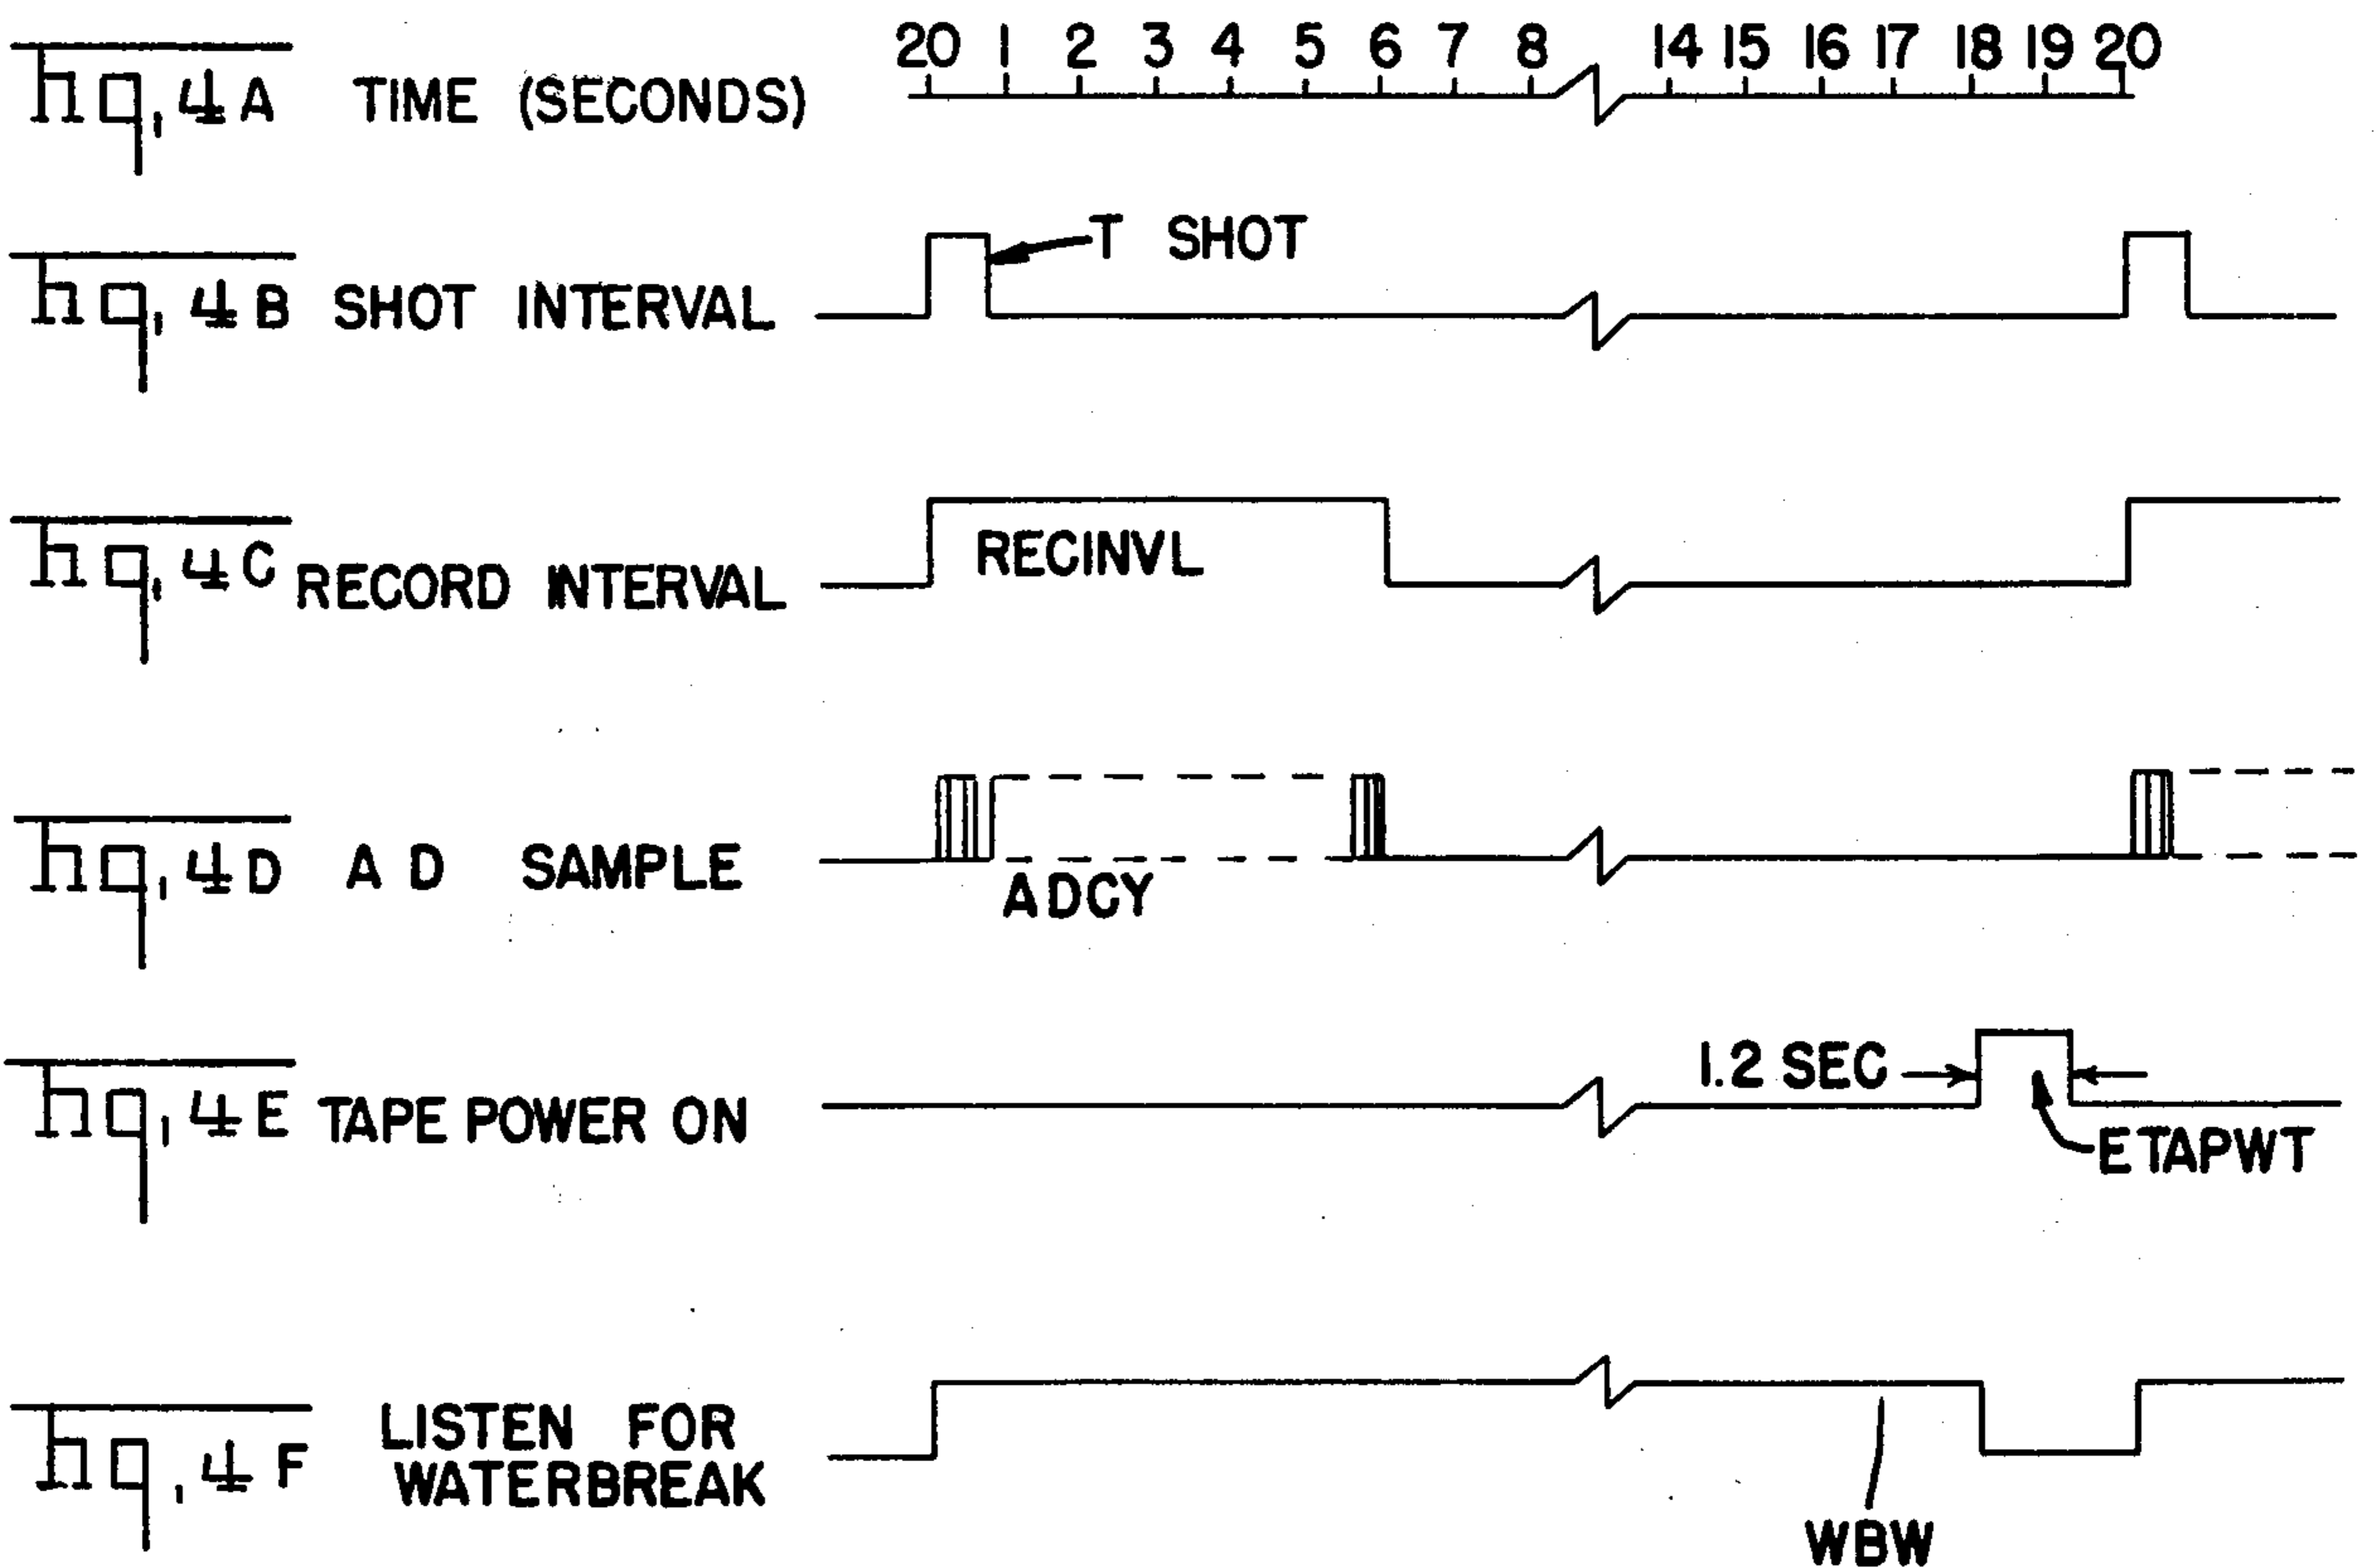 Fig. 4A TIME (SECONDS) 20 1 2 3 4 5 6 7 8 14 15 16 17 18 19 20
T SHOT
Fig. 4B SHOT INTERVAL
RECINVL
Fig. 4C RECORD INTERVAL
Fig. 4D A D SAMPLE
ADCY
1.2 SEC
Fig. 4E TAPE POWER ON
ETAPWT
Fig. 4F LISTEN FOR
WATERBREAK
WBW